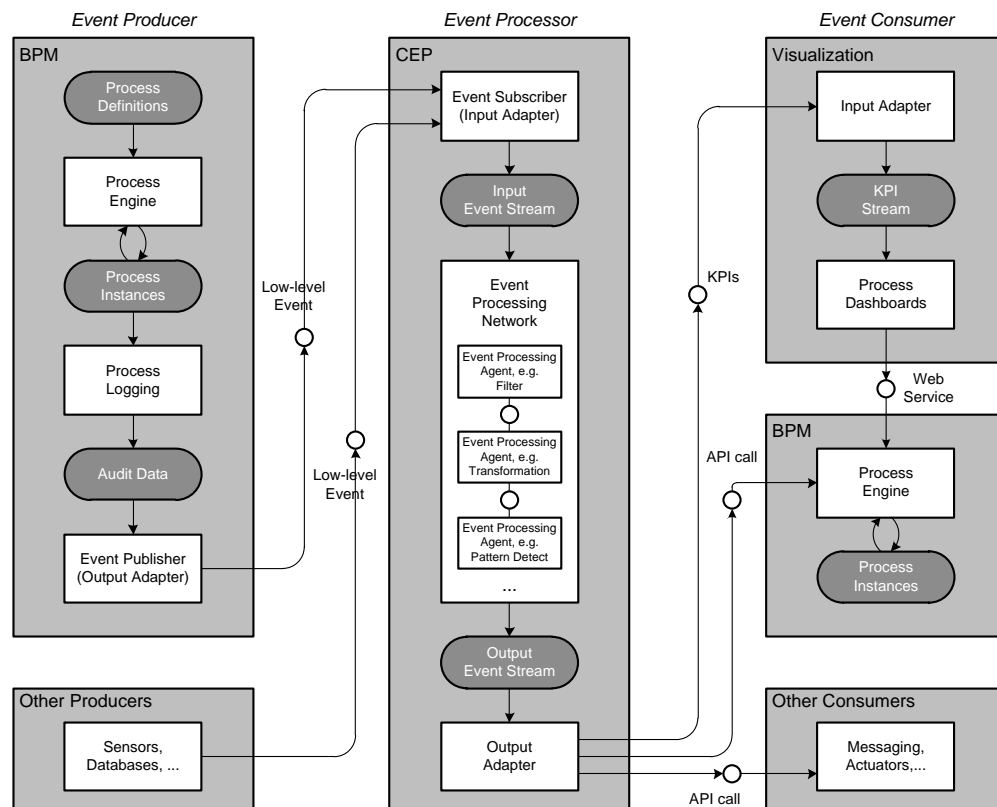 Event Producer
Event Processor
Event Consumer
BPM
Process
Definitions
Process
Engine
Process
Instances
Process
Logging
Audit Data
Event Publisher
(Output Adapter)
Other Producers
Sensors,
Databases, ...
Low-level
Event
Low-level
Event
CEP
Event Subscriber
(Input Adapter)
Input
Event Stream
Event
Processing
Network
Event Processing
Agent, e.g.
Filter
Event Processing
Agent, e.g.
Transformation
Event Processing
Agent, e.g.
Pattern Detect
...
Output
Event Stream
Output
Adapter
KPIs
API call
API call
Visualization
Input Adapter
KPI
Stream
Process
Dashboards
Web
Service
BPM
Process
Engine
Process
Instances
Other Consumers
Messaging,
Actuators,...